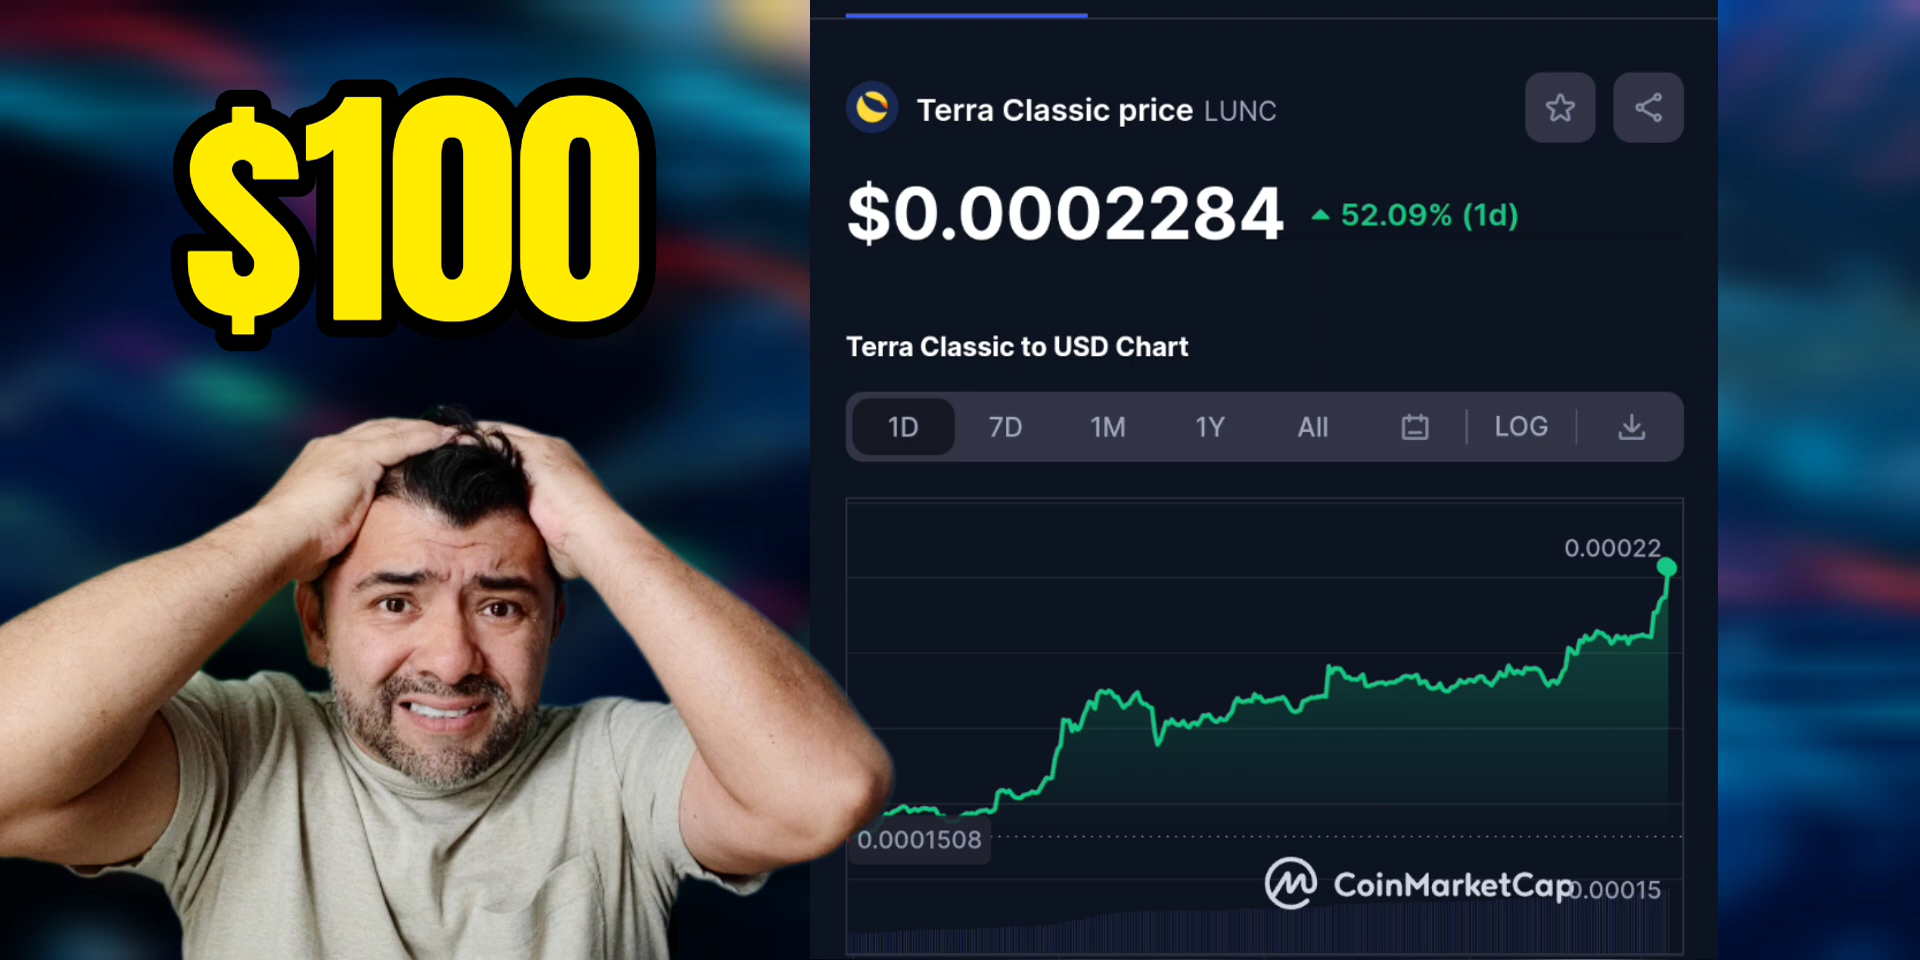 $100
Terra Classic price LUNC
$0.0002284 52.09% (1d)
Terra Classic to USD Chart
1D 7D 1M 1Y All LOG
0.00022
0.0001508
CoinMarketCap
0.00015